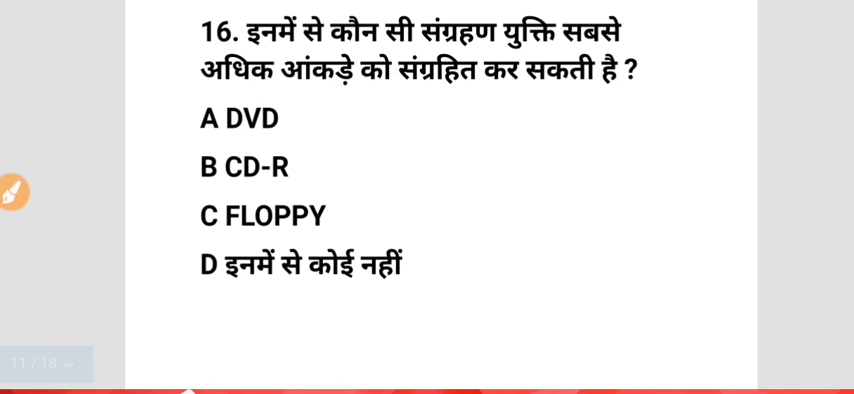 16. इनमें से कौन सी संग्रहण युक्ति सबसे
अधिक आंकड़े को संग्रहित कर सकती है ?
A DVD
B CD-R
C FLOPPY
D इनमें से कोई नहीं
11 / 18